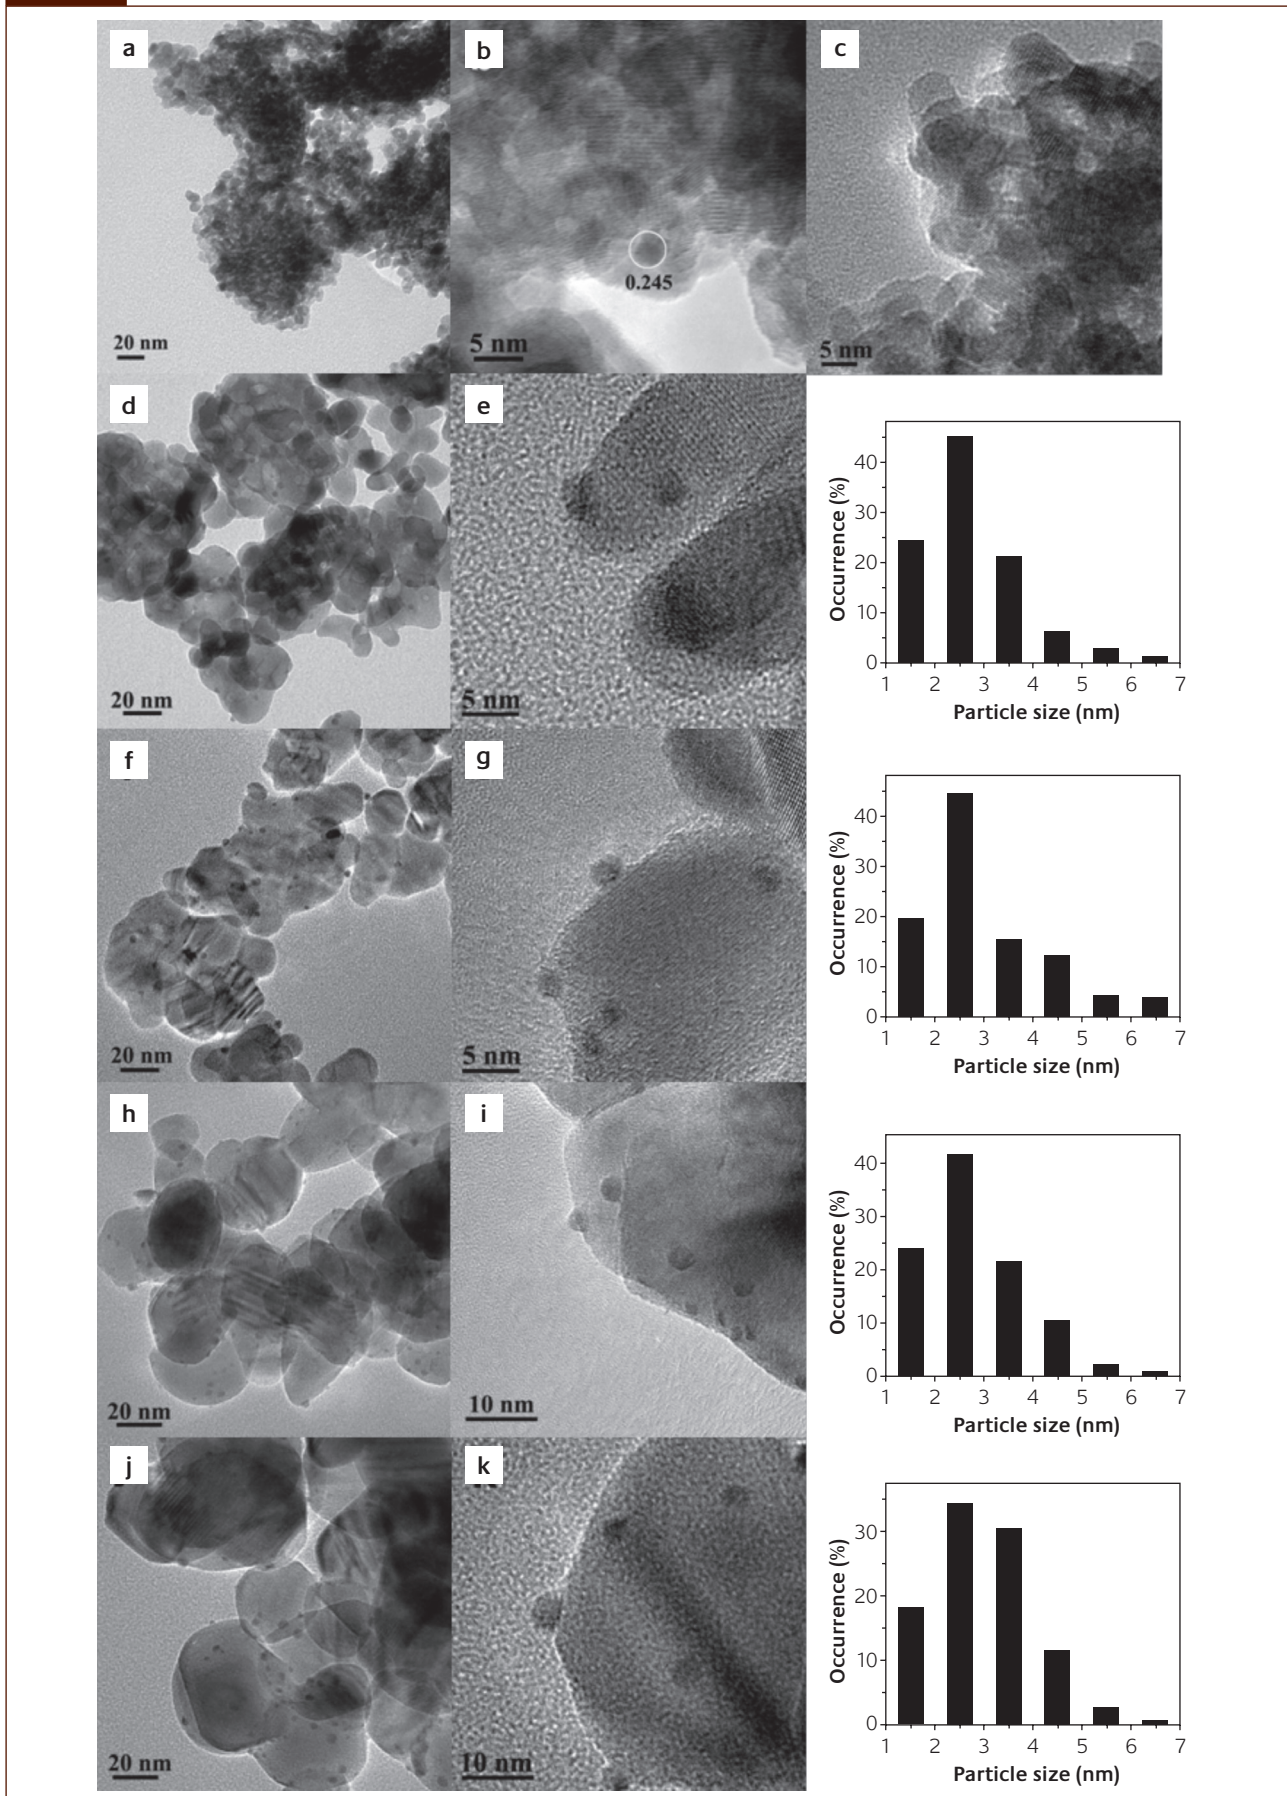 a
b
c
0.245
20 nm
5 nm
5 nm
d
e
20 nm
5 nm
Occurrence (%)
40
30
20
10
0
1 2 3 4 5 6 7
Particle size (nm)
f
g
20 nm
5 nm
Occurrence (%)
40
30
20
10
0
1 2 3 4 5 6 7
Particle size (nm)
h
i
20 nm
10 nm
Occurrence (%)
40
30
20
10
0
1 2 3 4 5 6 7
Particle size (nm)
j
k
20 nm
10 nm
Occurrence (%)
30
20
10
0
1 2 3 4 5 6 7
Particle size (nm)